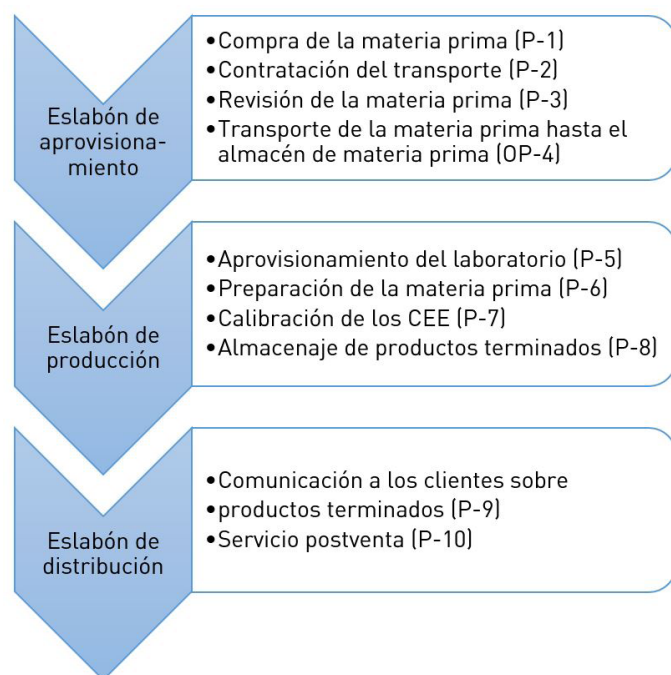 Eslabón de
aprovisiona-
miento
•Compra de la materia prima (P-1)
•Contratación del transporte (P-2)
•Revisión de la materia prima (P-3)
•Transporte de la materia prima hasta el
almacén de materia prima (OP-4)
Eslabón de
producción
•Aprovisionamiento del laboratorio (P-5)
•Preparación de la materia prima (P-6)
•Calibración de los CEE (P-7)
•Almacenaje de productos terminados (P-8)
Eslabón de
distribución
•Comunicación a los clientes sobre
•productos terminados (P-9)
•Servicio postventa (P-10)